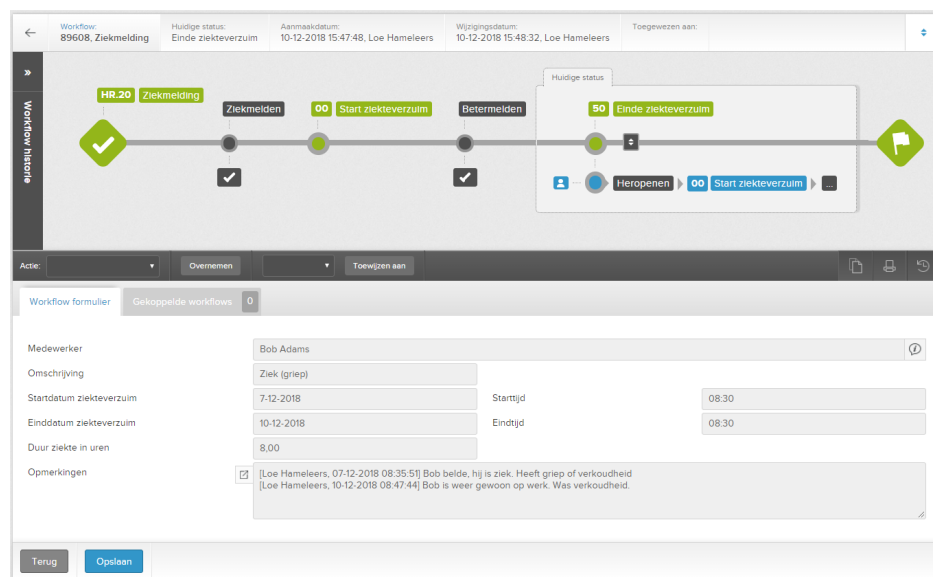 Workflow:
89608, Ziekmelding
Huidige status:
Einde ziekteverzuim
Aanmaakdatum:
10-12-2018 15:47:48, Loe Hameleers
Wijzigingsdatum:
10-12-2018 15:48:32, Loe Hameleers
Toegewezen aan:
»
Workflow historie
Huidige status
HR.20 Ziekmelding
Ziekmelden
00 Start ziekteverzuim
Betermelden
50 Einde ziekteverzuim
Heropenen 00 Start ziekteverzuim ...
Actie:
Overnemen
Toewijzen aan
Workflow formulier
Gekoppelde workflows 0
Medewerker
Bob Adams
Omschrijving
Ziek (griep)
Startdatum ziekteverzuim
7-12-2018
Starttijd
08:30
Einddatum ziekteverzuim
10-12-2018
Eindtijd
08:30
Duur ziekte in uren
8,00
Opmerkingen
[Loe Hameleers, 07-12-2018 08:35:51] Bob belde, hij is ziek. Heeft griep of verkoudheid
[Loe Hameleers, 10-12-2018 08:47:44] Bob is weer gewoon op werk. Was verkoudheid.
Terug
Opslaan